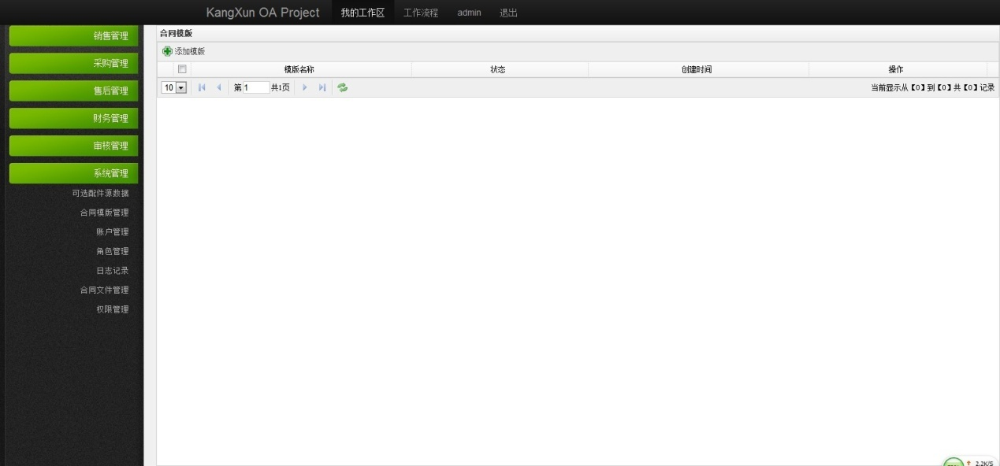 KangXun OA Project 我的工作区 工作流程 admin 退出
销售管理
采购管理
售后管理
财务管理
审核管理
系统管理
可选配件源数据
合同模版管理
账户管理
角色管理
日志记录
合同文件管理
权限管理
合同模版
添加模版
模版名称 状态 创建时间 操作
10 第 1 共1页 当前显示从【0】到【0】共【0】记录
2.2K/S